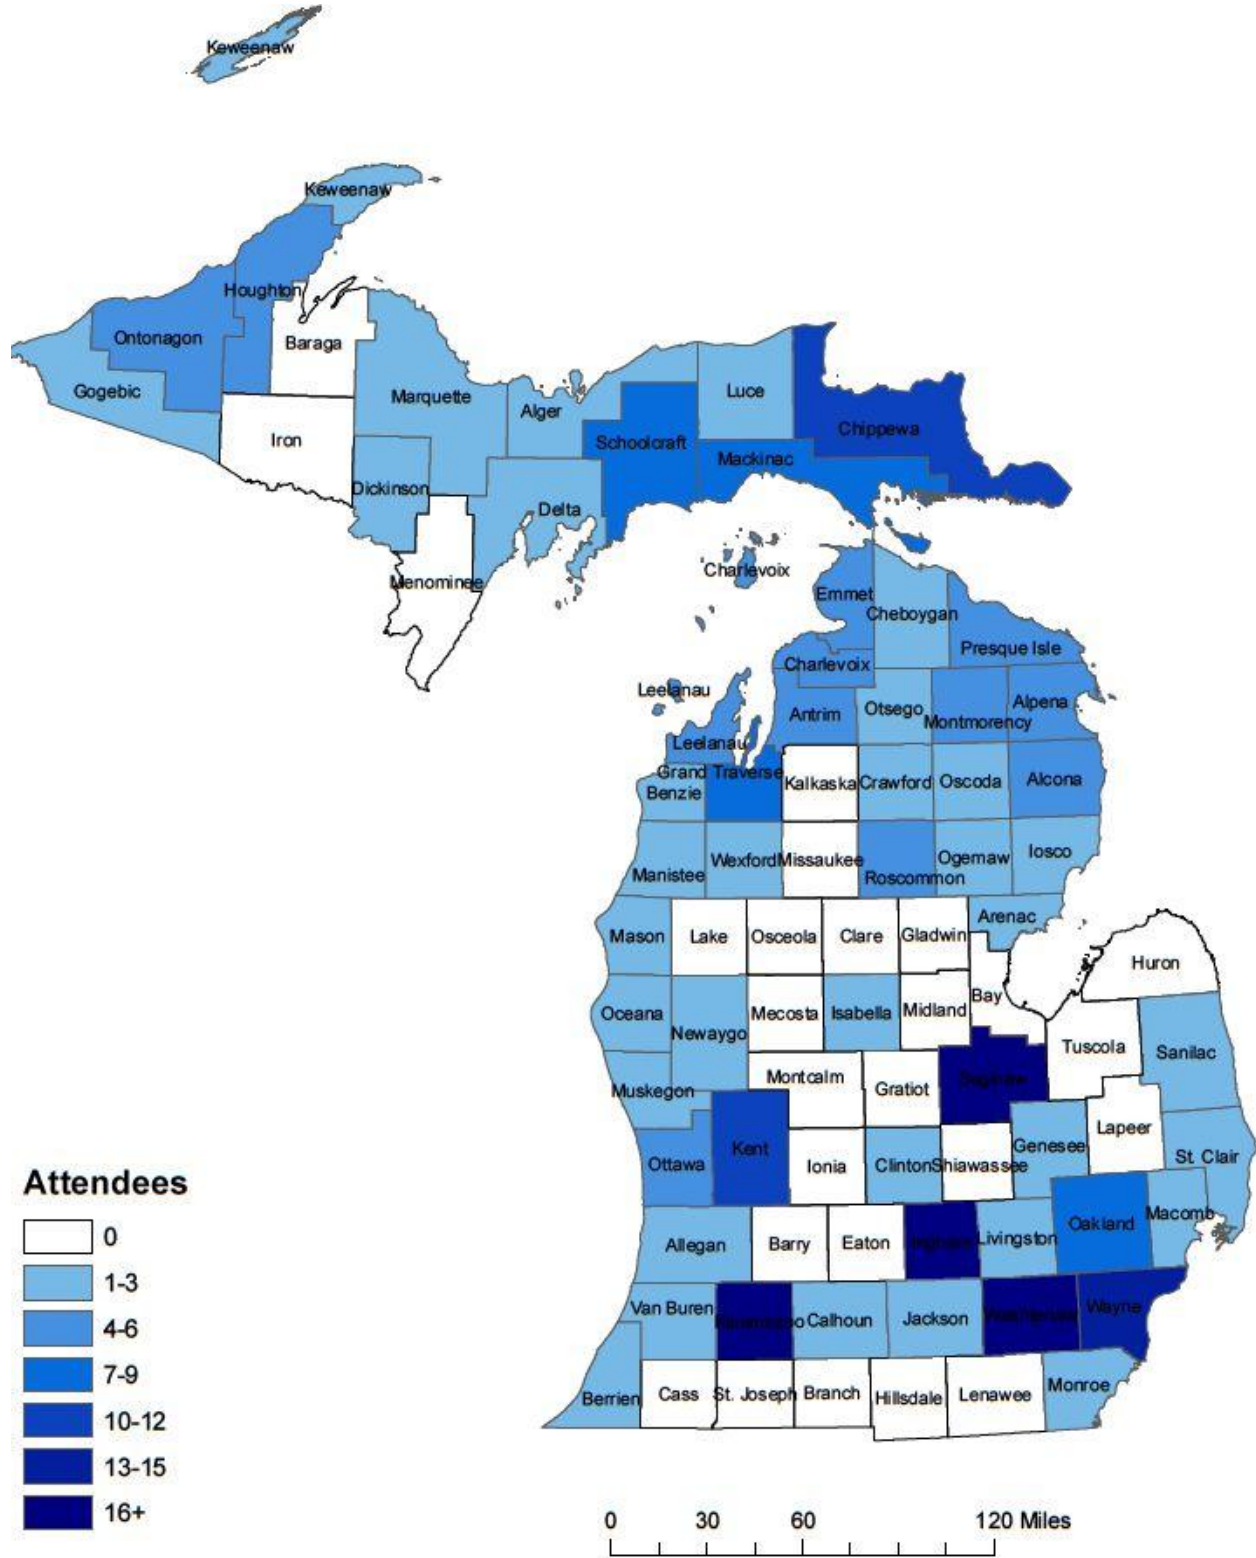 Keweenaw
Keweenaw
Houghton
Ontonagon
Baraga
Gogebic
Marquette
Luce
Alger
Chippewa
Iron
Schoolcraft
Mackinac
Dickinson
Delta
Menominee
Charlevoix
Emmet
Cheboygan
Presque Isle
Charlevoix
Leelanau
Antrim
Otsego
Montmorency
Alpena
Leelanau
Grand Traverse
Benzie
Kalkaska
Crawford
Oscoda
Alcona
Manistee
Wexford
Missaukee
Roscommon
Ogemaw
Iosco
Arenac
Mason
Lake
Osceola
Clare
Gladwin
Huron
Bay
Oceana
Newaygo
Mecosta
Isabella
Midland
Tuscola
Sanilac
Muskegon
Montcalm
Gratiot
Saginaw
Lapeer
Kent
Ottawa
Ionia
Clinton
Shiawassee
Genesee
St. Clair
Allegan
Barry
Eaton
Ingham
Livingston
Oakland
Macomb
Van Buren
Kalamazoo
Calhoun
Jackson
Washtenaw
Wayne
Berrien
Cass
St. Joseph
Branch
Hillsdale
Lenawee
Monroe
Attendees
0
1-3
4-6
7-9
10-12
13-15
16+
0 30 60 120 Miles